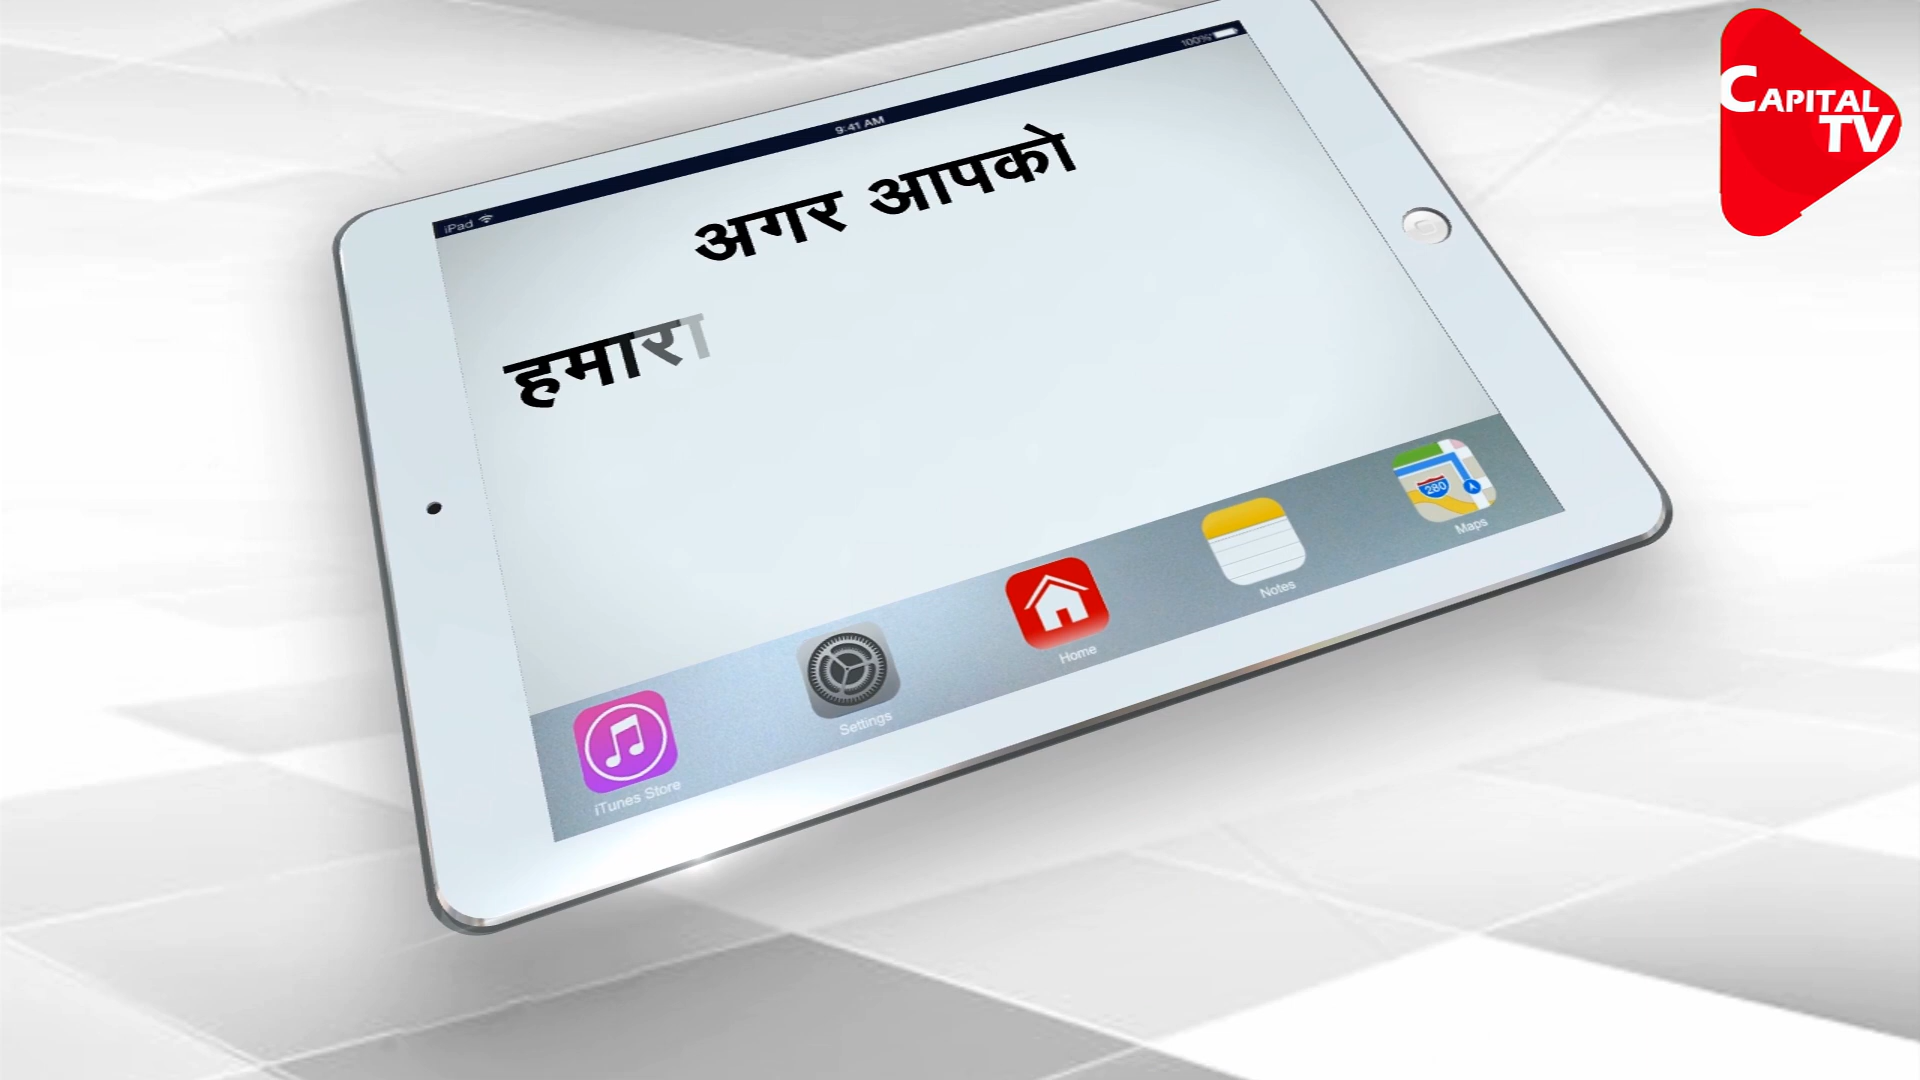 iPad
9:41 AM
100%
अगर आपको
हमारा
iTunes Store
Settings
Home
Notes
280
Maps
CAPITAL
TV